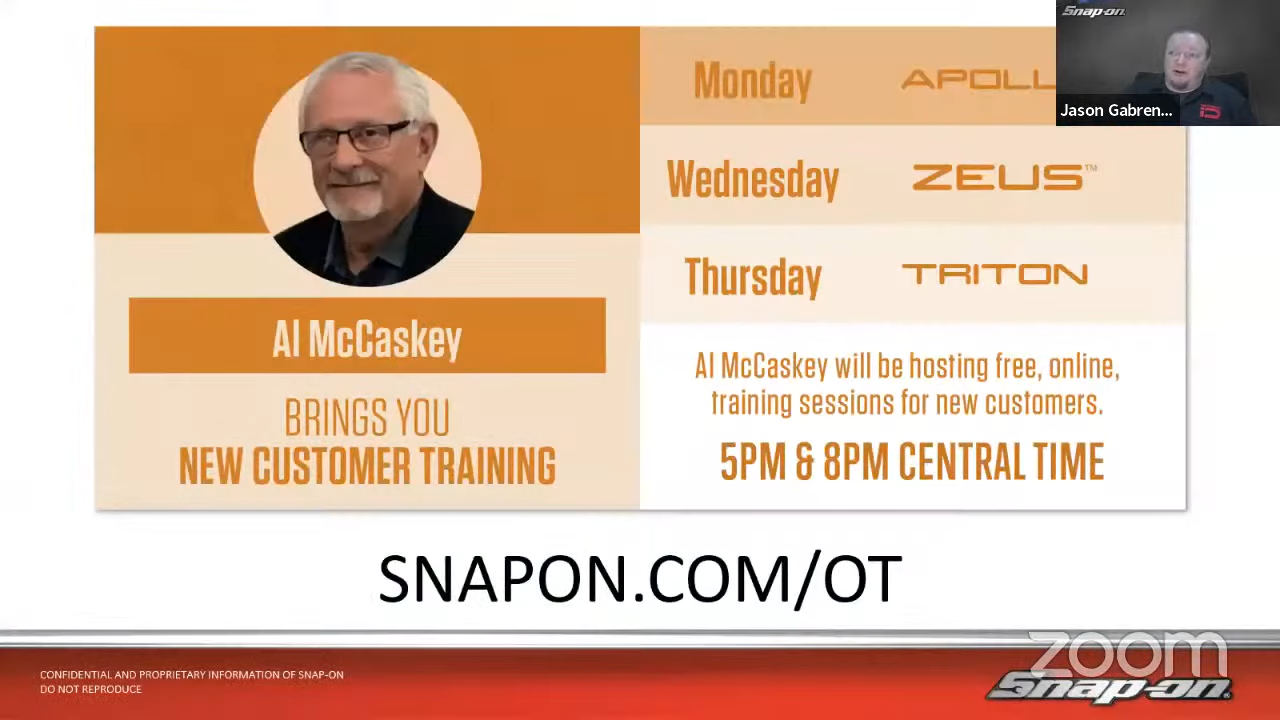 Snap-on
Jason Gabren...
Monday APOLL
Wednesday ZEUS™
Thursday TRITON
Al McCaskey
BRINGS YOU
NEW CUSTOMER TRAINING
Al McCaskey will be hosting free, online,
training sessions for new customers.
5PM & 8PM CENTRAL TIME
SNAPON.COM/OT
CONFIDENTIAL AND PROPRIETARY INFORMATION OF SNAP-ON
DO NOT REPRODUCE
zoom
Snap-on®